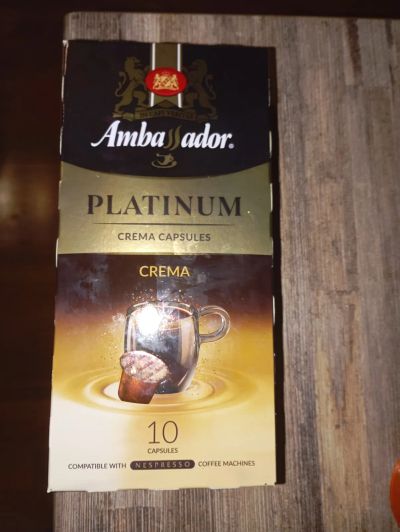 Ambassador®
PLATINUM
CREMA CAPSULES
CREMA
10
CAPSULES
COMPATIBLE WITH NESPRESSO COFFEE MACHINES